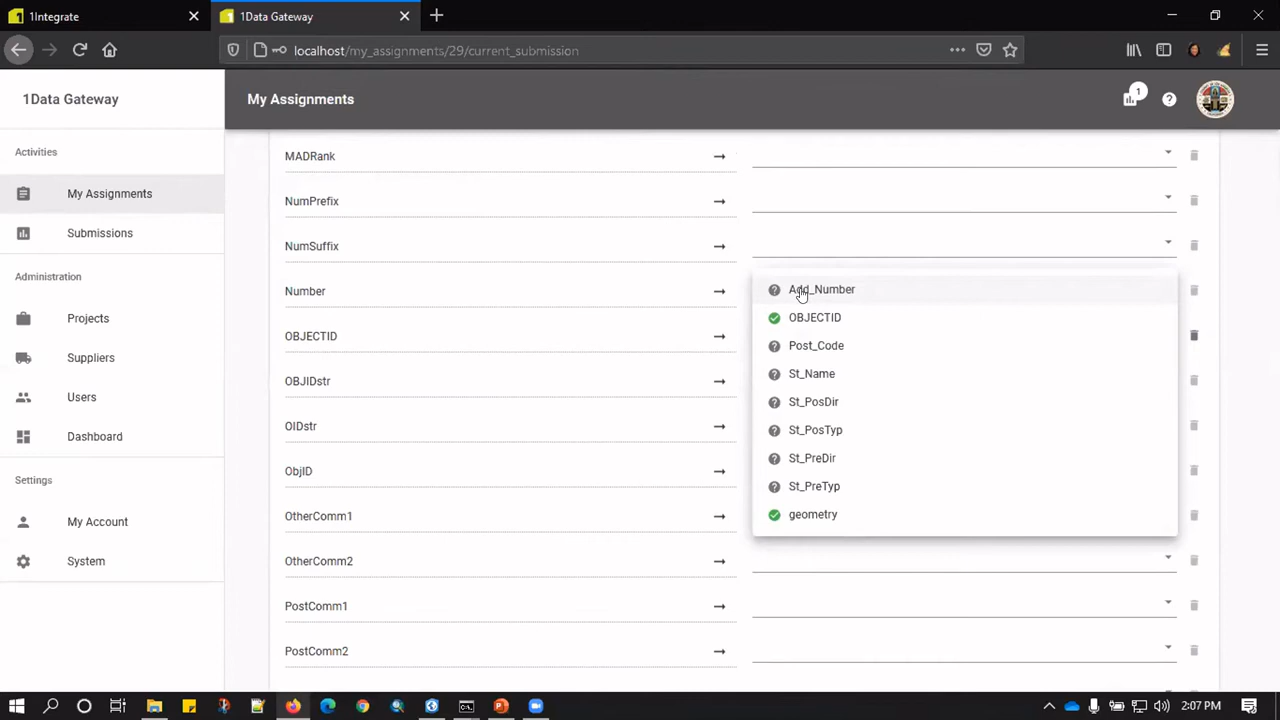 1Integrate
1Data Gateway
localhost/my_assignments/29/current_submission
1Data Gateway
My Assignments
1
Activities
My Assignments
Submissions
Administration
Projects
Suppliers
Users
Dashboard
Settings
My Account
System
MADRank
NumPrefix
NumSuffix
Number
OBJECTID
OBJIDstr
OIDstr
ObjID
OtherComm1
OtherComm2
PostComm1
PostComm2
Add_Number
OBJECTID
Post_Code
St_Name
St_PosDir
St_PosTyp
St_PreDir
St_PreTyp
geometry
2:07 PM